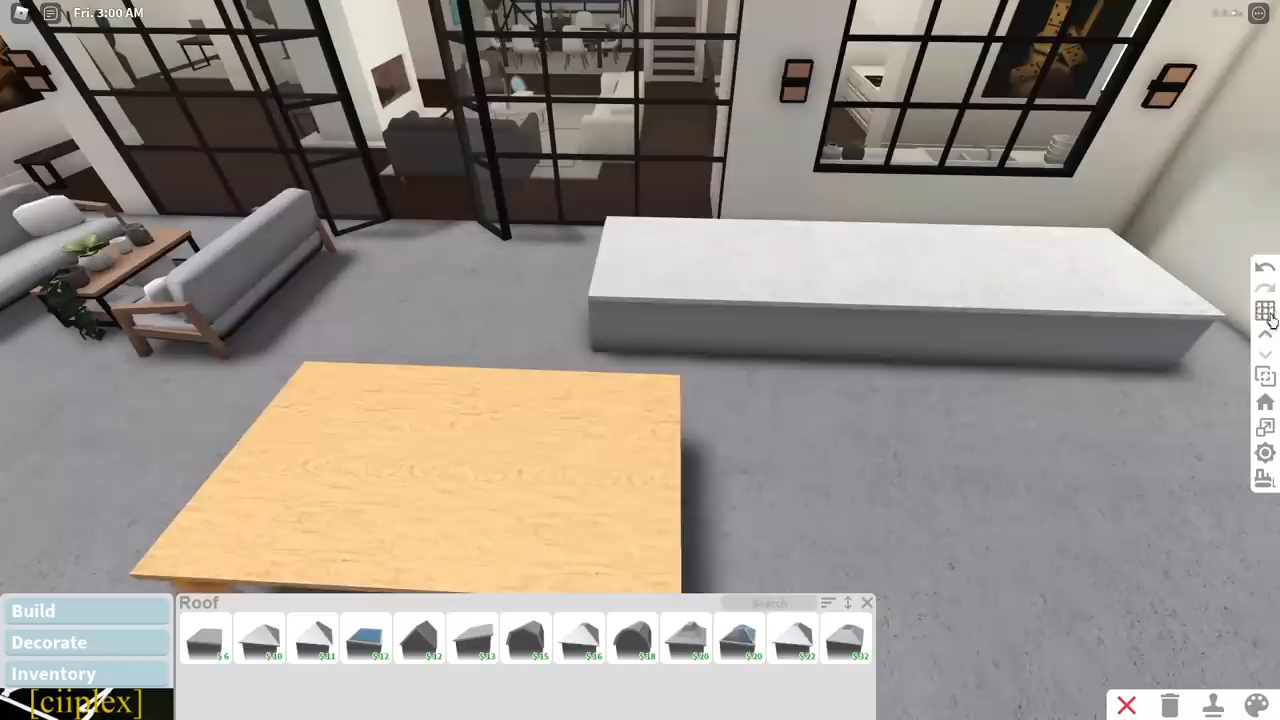 Fri. 3:00 AM
Build
Decorate
Inventory
Roof
Search
$6
$10
$11
$12
$12
$13
$15
$16
$18
$20
$20
$22
$32
[ciiplex]